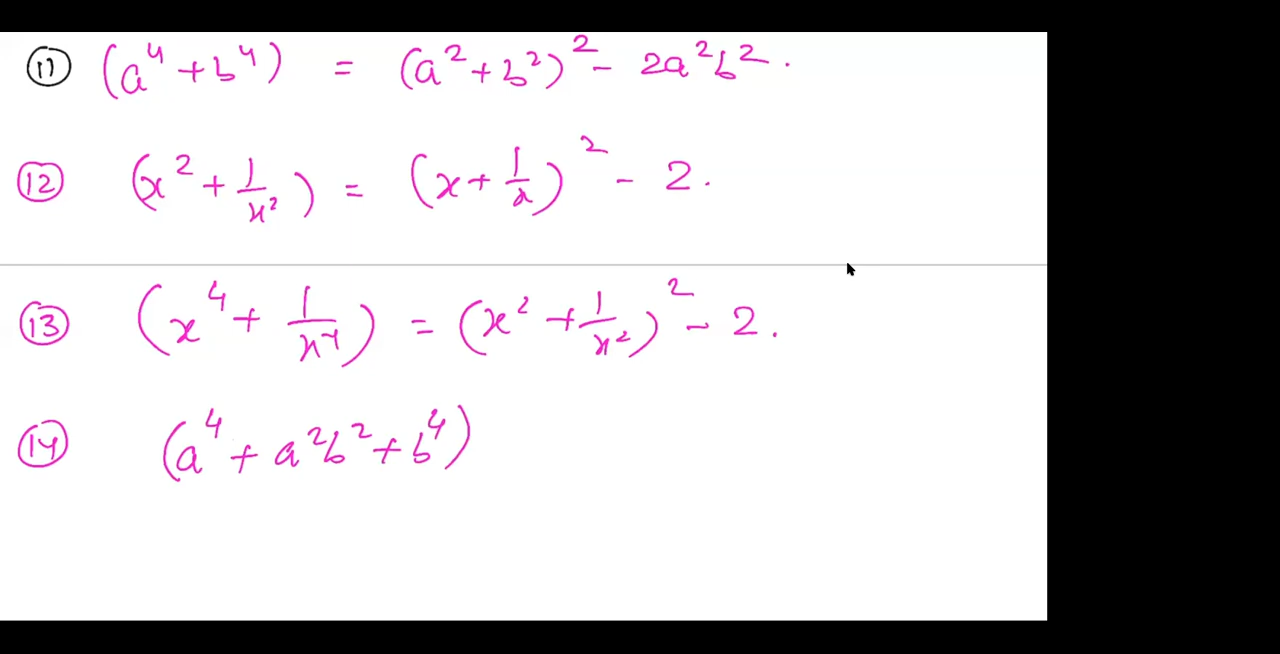 ⑪ (a⁴ + b⁴) = (a² + b²)² - 2a²b².
⑫ (x² + 1/x²) = (x + 1/x)² - 2.
⑬ (x⁴ + 1/x⁴) = (x² + 1/x²)² - 2.
⑭ (a⁴ + a²b² + b⁴)